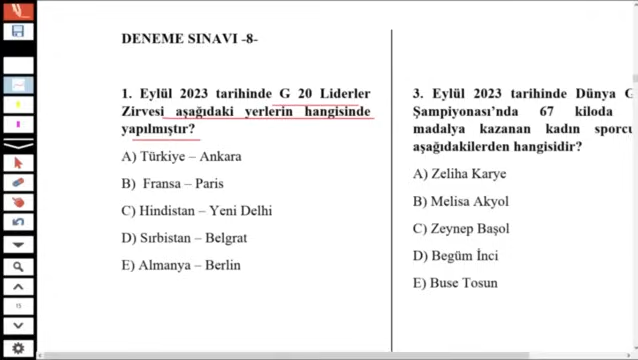 DENEME SINAVI -8-
1. Eylül 2023 tarihinde G 20 Liderler
Zirvesi aşağıdaki yerlerin hangisinde
yapılmıştır?
A) Türkiye – Ankara
B) Fransa – Paris
C) Hindistan – Yeni Delhi
D) Sırbistan – Belgrat
E) Almanya – Berlin
3. Eylül 2023 tarihinde Dünya G
Şampiyonası’nda 67 kiloda
madalya kazanan kadın sporcu
aşağıdakilerden hangisidir?
A) Zeliha Karye
B) Melisa Akyol
C) Zeynep Başol
D) Begüm İnci
E) Buse Tosun